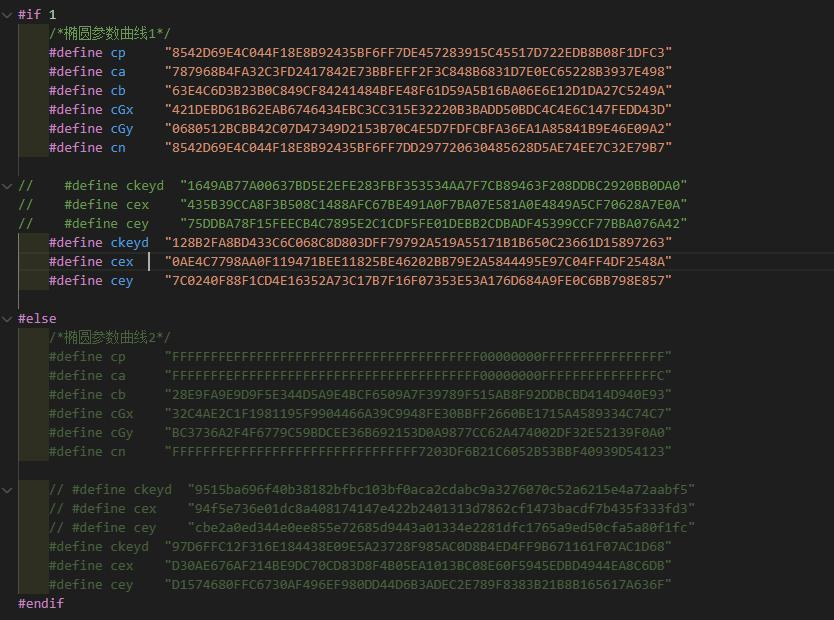 #if 1
/*椭圆参数曲线1*/
#define cp "8542D69E4C044F18E8B92435BF6FF7DE457283915C45517D722EDB8B08F1DFC3"
#define ca "787968B4FA32C3FD2417842E73BBFEFF2F3C848B6831D7E0EC65228B3937E498"
#define cb "63E4C6D3B23B0C849CF84241484BFE48F61D59A5B16BA06E6E12D1DA27C5249A"
#define cGx "421DEBD61B62EAB6746434EBC3CC315E32220B3BADD50BDC4C4E6C147FEDD43D"
#define cGy "0680512BCBB42C07D47349D2153B70C4E5D7FDFCBFA36EA1A85841B9E46E09A2"
#define cn "8542D69E4C044F18E8B92435BF6FF7DD297720630485628D5AE74EE7C32E79B7"
// #define ckeyd "1649AB77A00637BD5E2EFE283FBF353534AA7F7CB89463F208DDBC2920BB0DA0"
// #define cex "435B39CCA8F3B508C1488AFC67BE491A0F7BA07E581A0E4849A5CF70628A7E0A"
// #define cey "75DDBA78F15FEECB4C7895E2C1CDF5FE01DEBB2CDBADF45399CCF77BBA076A42"
#define ckeyd "128B2FA8BD433C6C068C8D803DFF79792A519A55171B1B650C23661D15897263"
#define cex "0AE4C7798AA0F119471BEE11825BE46202BB79E2A5844495E97C04FF4DF2548A"
#define cey "7C0240F88F1CD4E16352A73C17B7F16F07353E53A176D684A9FE0C6BB798E857"
#else
/*椭圆参数曲线2*/
#define cp "FFFFFFFEFFFFFFFFFFFFFFFFFFFFFFFFFFFFFFFF00000000FFFFFFFFFFFFFFFF"
#define ca "FFFFFFFEFFFFFFFFFFFFFFFFFFFFFFFFFFFFFFFF00000000FFFFFFFFFFFFFFFC"
#define cb "28E9FA9E9D9F5E344D5A9E4BCF6509A7F39789F515AB8F92DDBCBD414D940E93"
#define cGx "32C4AE2C1F1981195F9904466A39C9948FE30BBFF2660BE1715A4589334C74C7"
#define cGy "BC3736A2F4F6779C59BDCEE36B692153D0A9877CC62A474002DF32E52139F0A0"
#define cn "FFFFFFFEFFFFFFFFFFFFFFFFFFFFFFFF7203DF6B21C6052B53BBF40939D54123"
// #define ckeyd "9515ba696f40b38182bfbc103bf0aca2cdabc9a3276070c52a6215e4a72aabf5"
// #define cex "94f5e736e01dc8a408174147e422b2401313d7862cf1473bacdf7b435f333fd3"
// #define cey "cbe2a0ed344e0ee855e72685d9443a01334e2281dfc1765a9ed50cfa5a80f1fc"
#define ckeyd "97D6FFC12F316E184438E09E5A23728F985AC0D8B4ED4FF9B671161F07AC1D68"
#define cex "D30AE676AF214BE9DC70CD83D8F4B05EA1013BC08E60F5945EDBD4944EA8C6DB"
#define cey "D1574680FFC6730AF496EF980DD44D6B3ADEC2E789F8383B21B8B165617A636F"
#endif